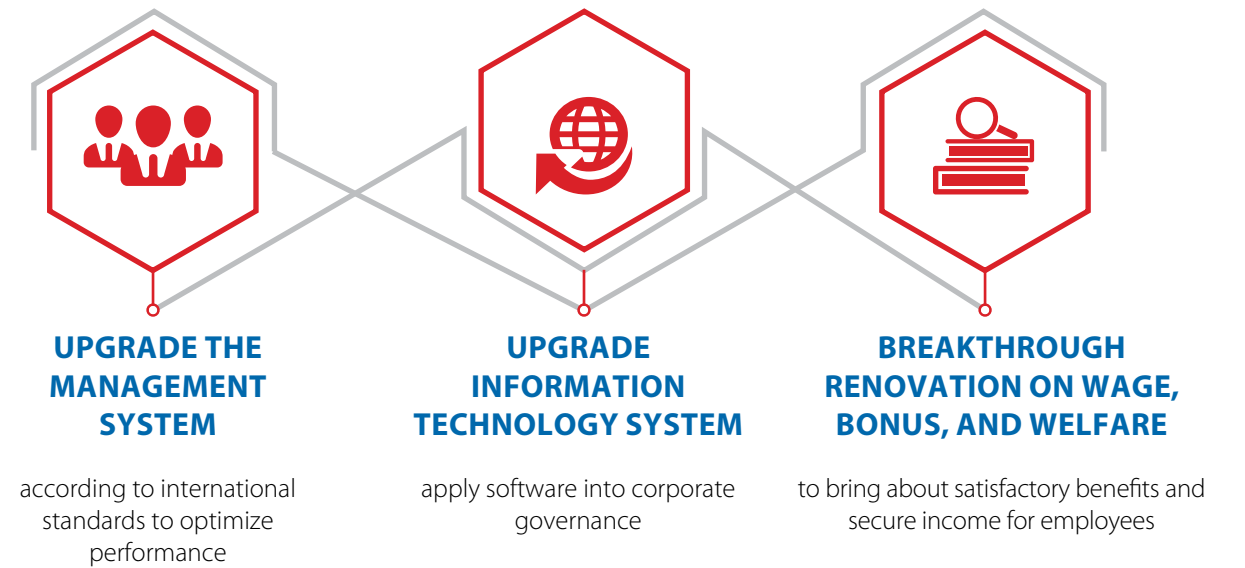 UPGRADE THE
MANAGEMENT
SYSTEM
according to international
standards to optimize
performance
UPGRADE
INFORMATION
TECHNOLOGY SYSTEM
apply software into corporate
governance
BREAKTHROUGH
RENOVATION ON WAGE,
BONUS, AND WELFARE
to bring about satisfactory benefits and
secure income for employees